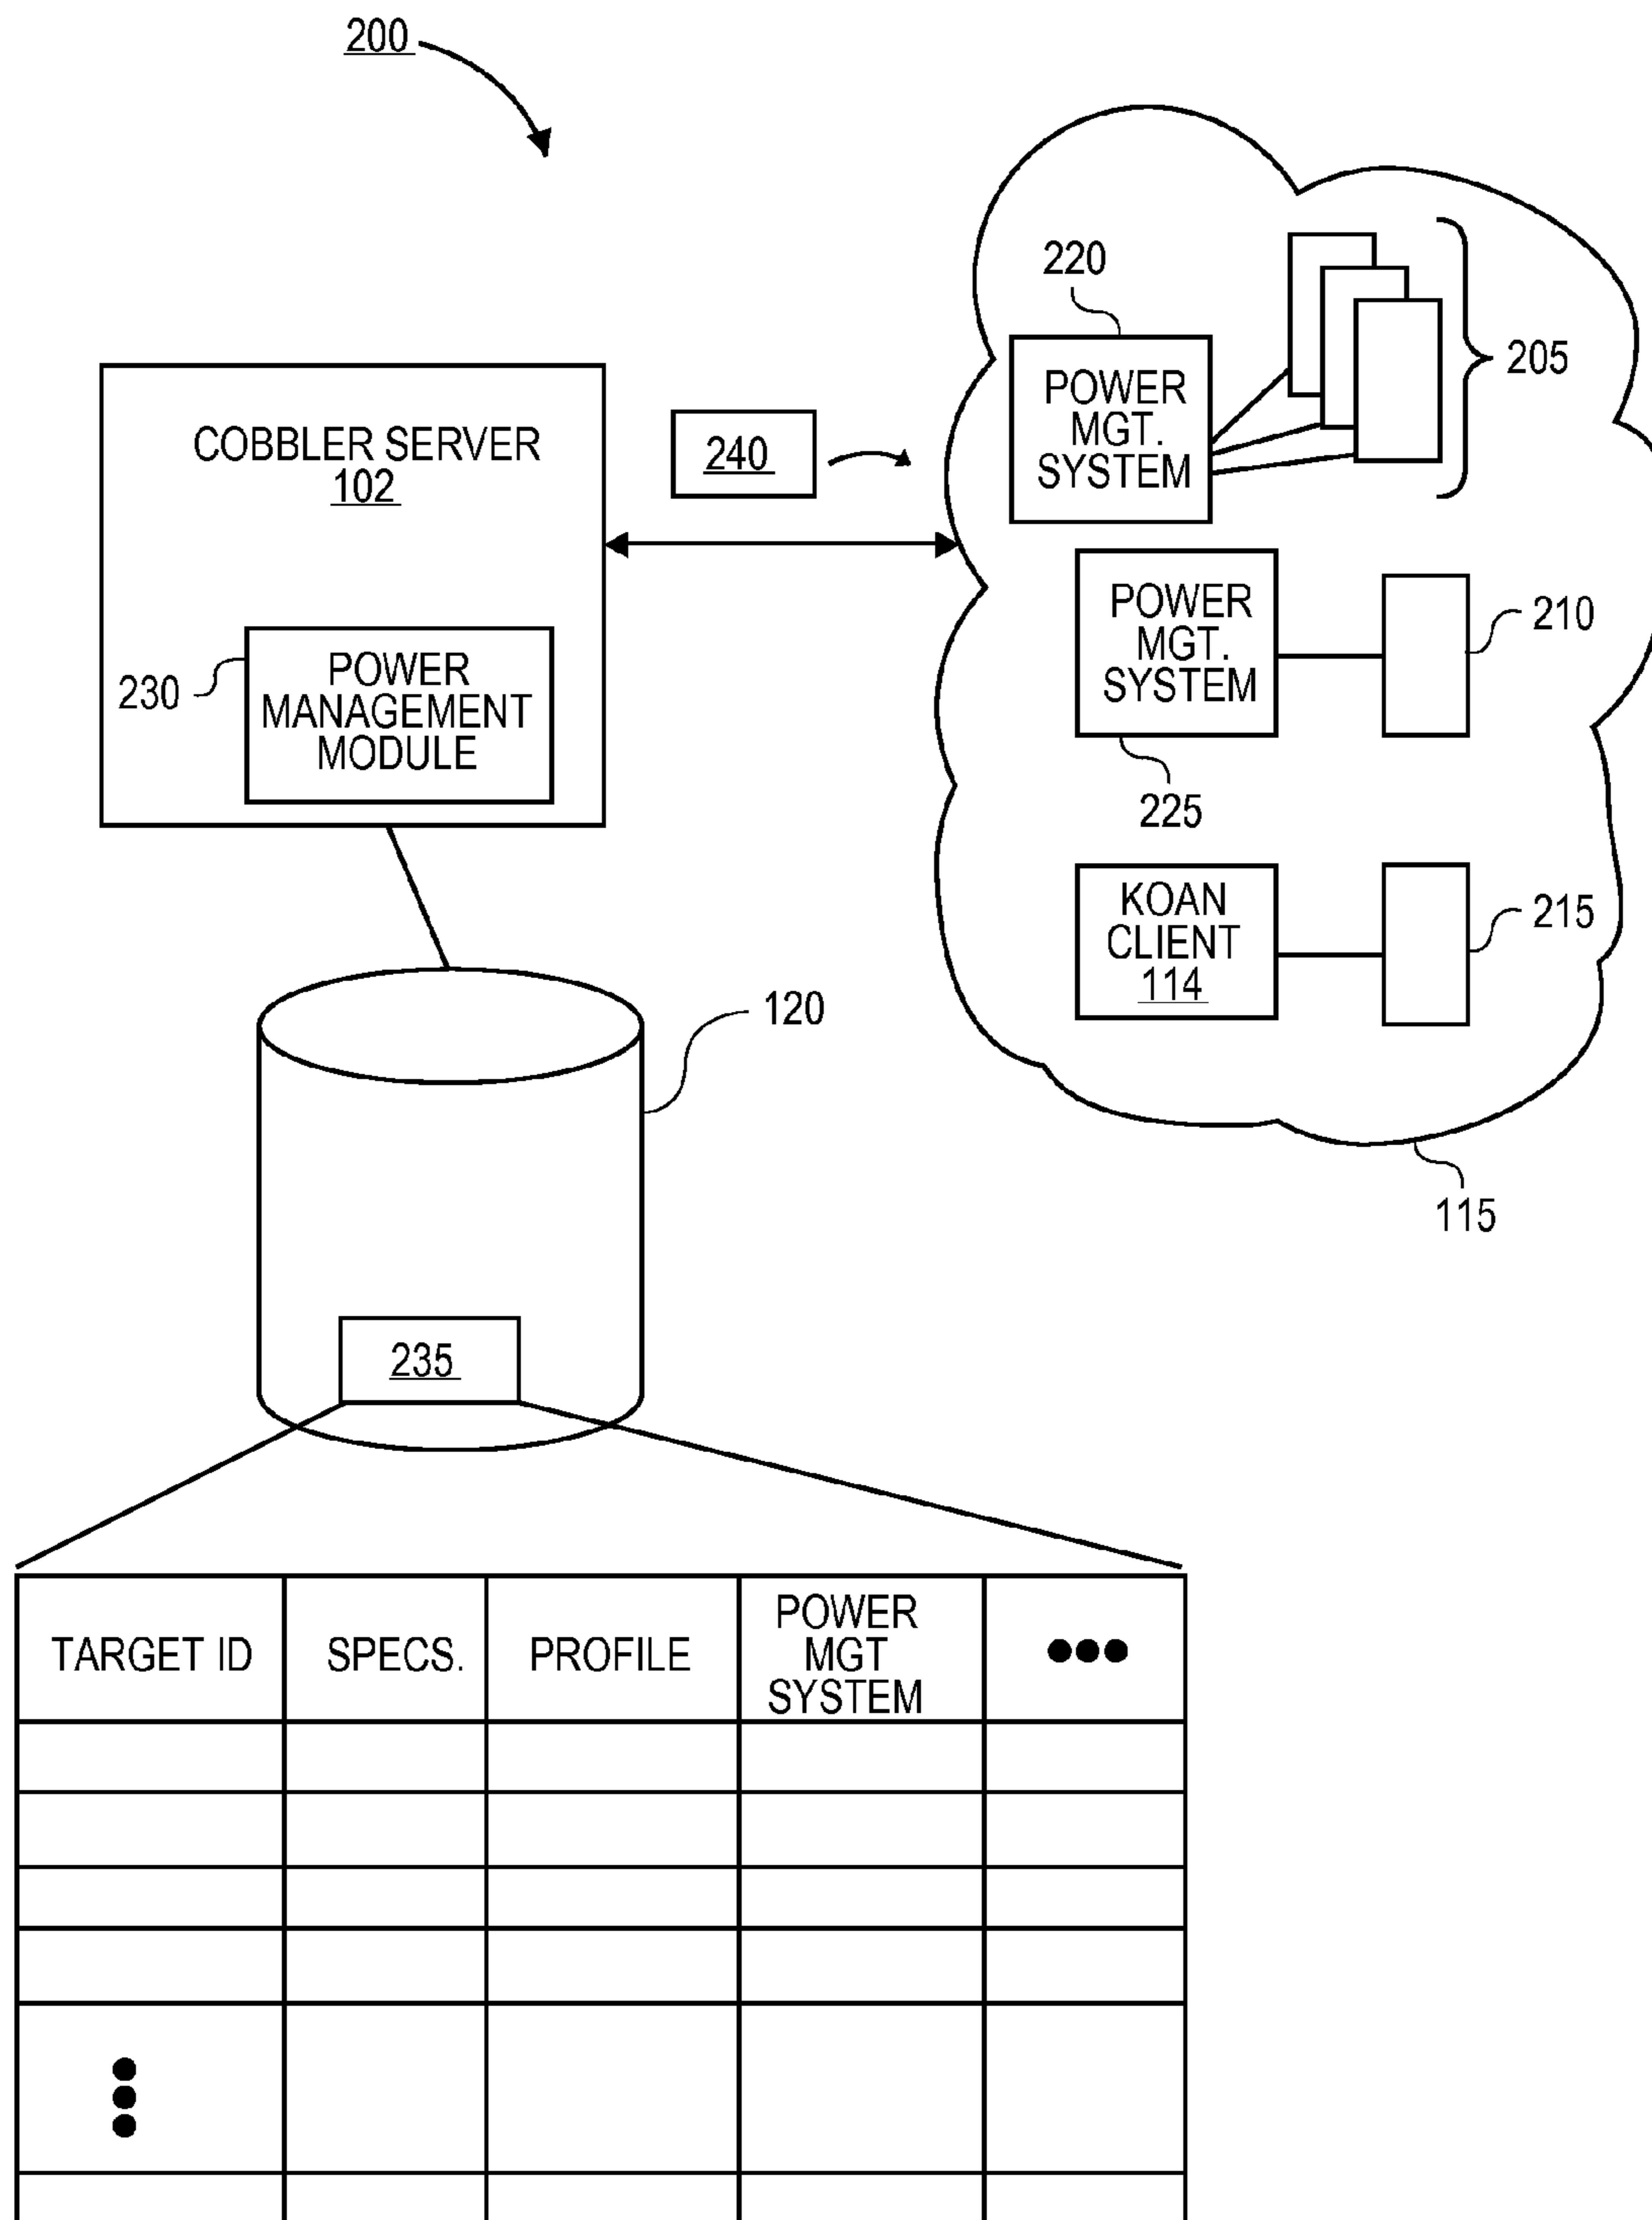 200
220
205
POWER
MGT.
SYSTEM
COBBLER SERVER
102
240
230
POWER
MANAGEMENT
MODULE
POWER
MGT.
SYSTEM
210
225
KOAN
CLIENT
114
215
120
115
235
TARGET ID
SPECS.
PROFILE
POWER
MGT
SYSTEM